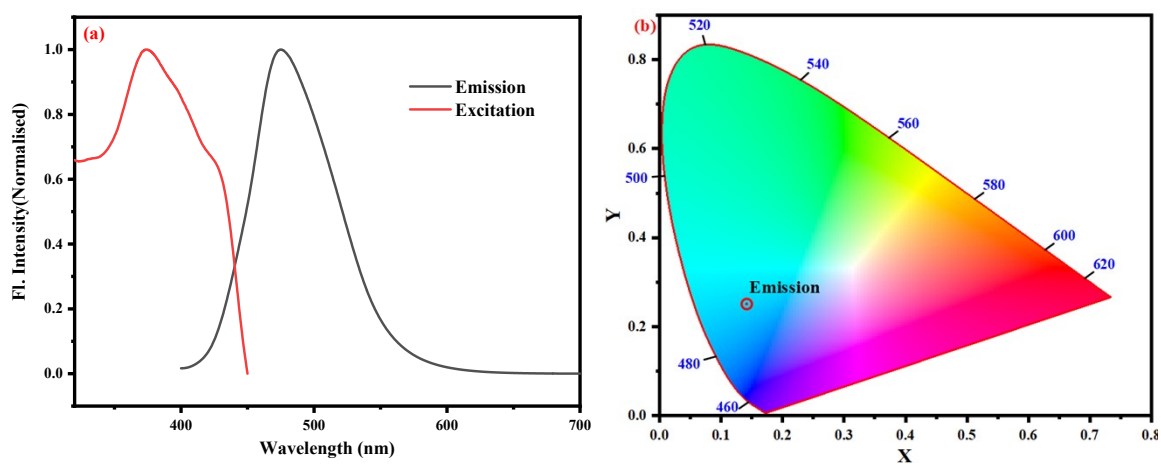 (a)
1.0
0.8
0.6
0.4
0.2
0.0
Fl. Intensity(Normalised)
Emission
Excitation
400 500 600 700
Wavelength (nm)
(b)
0.8
0.6
0.4
0.2
0.0
Y
520
540
560
500
580
600
620
Emission
480
460
0.0 0.1 0.2 0.3 0.4 0.5 0.6 0.7 0.8
X